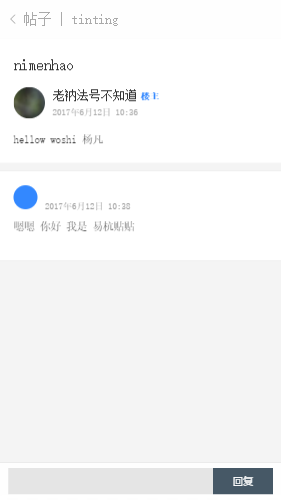 帖子 | tinting
nimenhao
老衲法号不知道 楼主
2017年6月12日 10:36
hellow woshi 杨凡
2017年6月12日 10:38
嗯嗯 你好 我是 易杭贴贴
回复